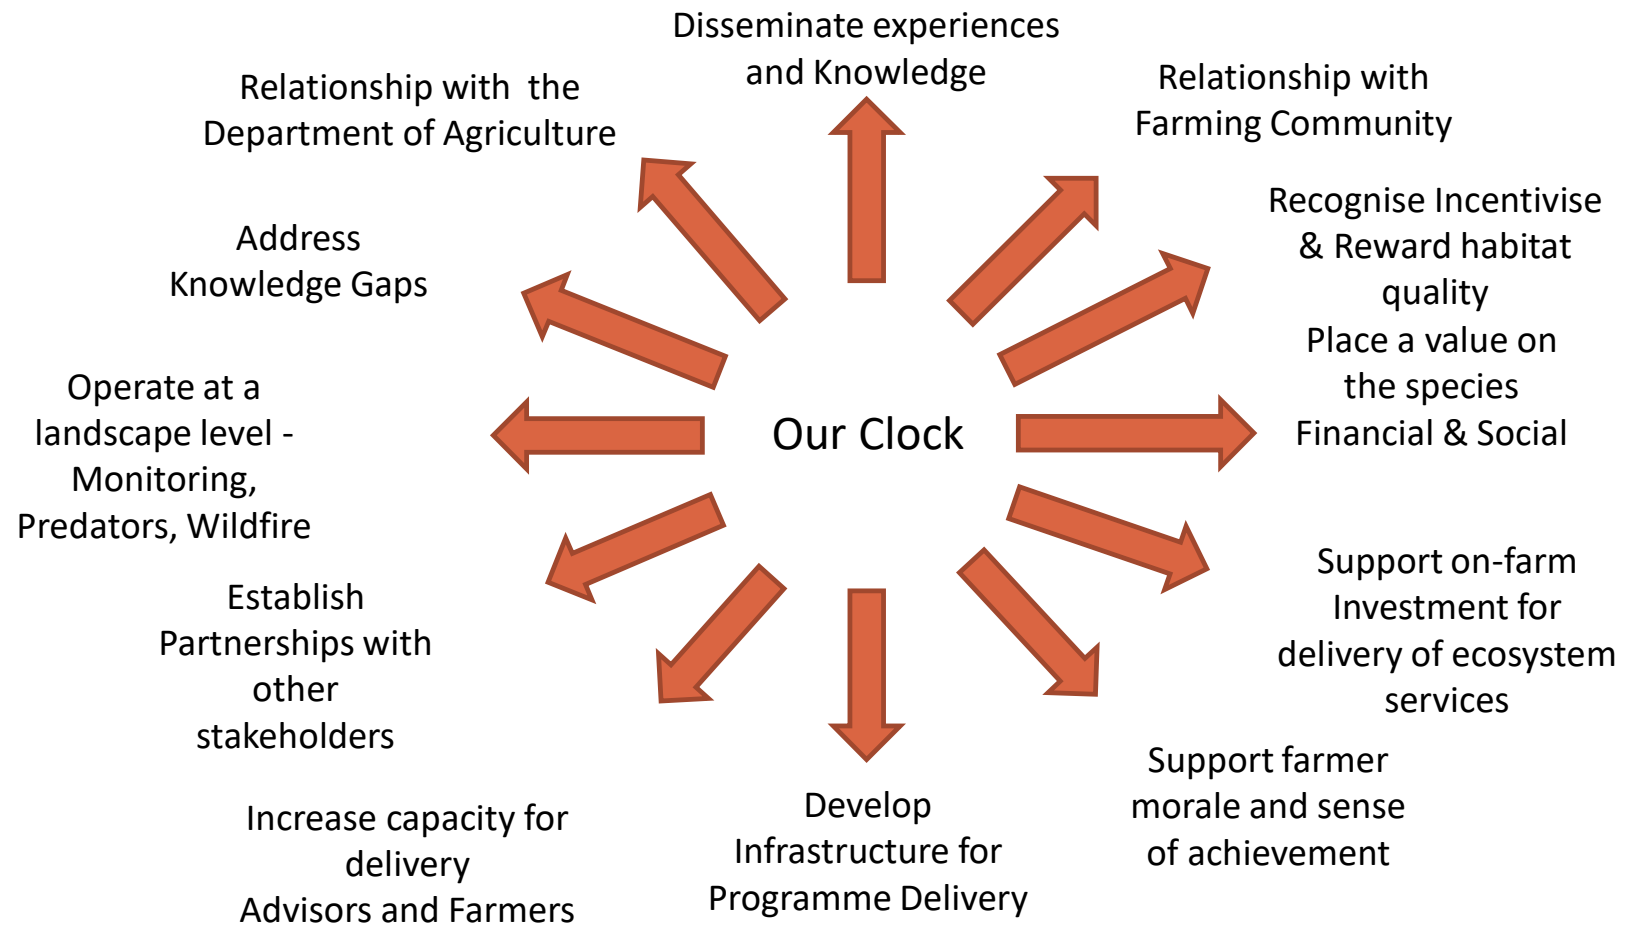 Disseminate experiences
and Knowledge
Relationship with
Farming Community
Recognise Incentivise
& Reward habitat
quality
Place a value on
the species
Financial & Social
Support on-farm
Investment for
delivery of ecosystem
services
Support farmer
morale and sense
of achievement
Develop
Infrastructure for
Programme Delivery
Increase capacity for
delivery
Advisors and Farmers
Establish
Partnerships with
other
stakeholders
Operate at a
landscape level -
Monitoring,
Predators, Wildfire
Address
Knowledge Gaps
Relationship with the
Department of Agriculture
Our Clock